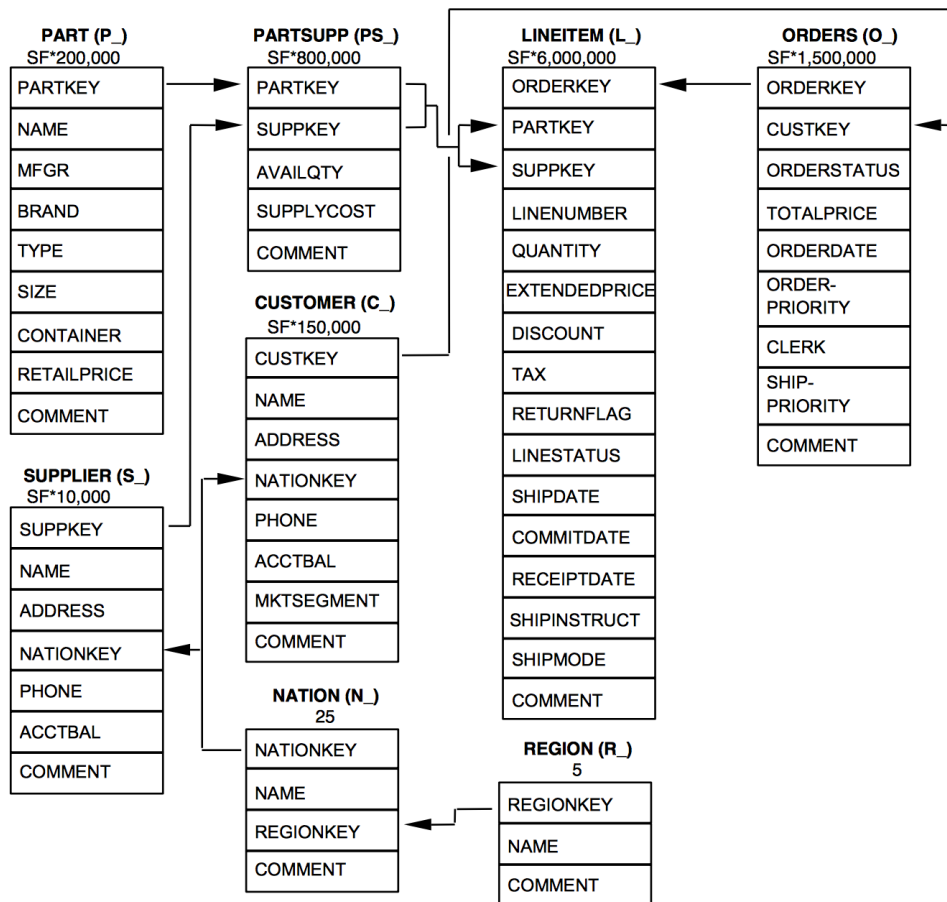 PART (P_)
SF*200,000
PARTKEY
NAME
MFGR
BRAND
TYPE
SIZE
CONTAINER
RETAILPRICE
COMMENT
SUPPLIER (S_)
SF*10,000
SUPPKEY
NAME
ADDRESS
NATIONKEY
PHONE
ACCTBAL
COMMENT
PARTSUPP (PS_)
SF*800,000
PARTKEY
SUPPKEY
AVAILQTY
SUPPLYCOST
COMMENT
CUSTOMER (C_)
SF*150,000
CUSTKEY
NAME
ADDRESS
NATIONKEY
PHONE
ACCTBAL
MKTSEGMENT
COMMENT
NATION (N_)
25
NATIONKEY
NAME
REGIONKEY
COMMENT
LINEITEM (L_)
SF*6,000,000
ORDERKEY
PARTKEY
SUPPKEY
LINENUMBER
QUANTITY
EXTENDEDPRICE
DISCOUNT
TAX
RETURNFLAG
LINESTATUS
SHIPDATE
COMMITDATE
RECEIPTDATE
SHIPINSTRUCT
SHIPMODE
COMMENT
REGION (R_)
5
REGIONKEY
NAME
COMMENT
ORDERS (O_)
SF*1,500,000
ORDERKEY
CUSTKEY
ORDERSTATUS
TOTALPRICE
ORDERDATE
ORDER-
PRIORITY
CLERK
SHIP-
PRIORITY
COMMENT